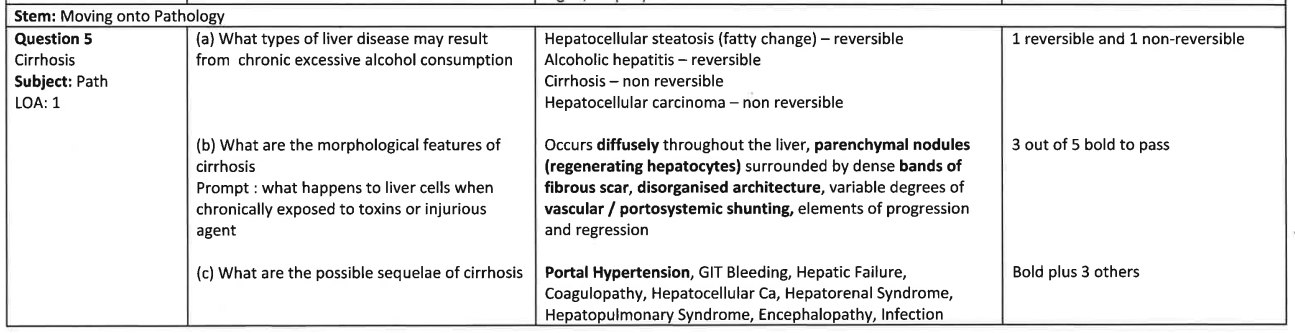 Stem: Moving onto Pathology
Question 5
Cirrhosis
Subject: Path
LOA: 1
(a) What types of liver disease may result
from chronic excessive alcohol consumption
Hepatocellular steatosis (fatty change) – reversible
Alcoholic hepatitis – reversible
Cirrhosis – non reversible
Hepatocellular carcinoma – non reversible
1 reversible and 1 non-reversible
(b) What are the morphological features of
cirrhosis
Prompt : what happens to liver cells when
chronically exposed to toxins or injurious
agent
Occurs diffusely throughout the liver, parenchymal nodules
(regenerating hepatocytes) surrounded by dense bands of
fibrous scar, disorganised architecture, variable degrees of
vascular / portosystemic shunting, elements of progression
and regression
3 out of 5 bold to pass
(c) What are the possible sequelae of cirrhosis
Portal Hypertension, GIT Bleeding, Hepatic Failure,
Coagulopathy, Hepatocellular Ca, Hepatorenal Syndrome,
Hepatopulmonary Syndrome, Encephalopathy, Infection
Bold plus 3 others